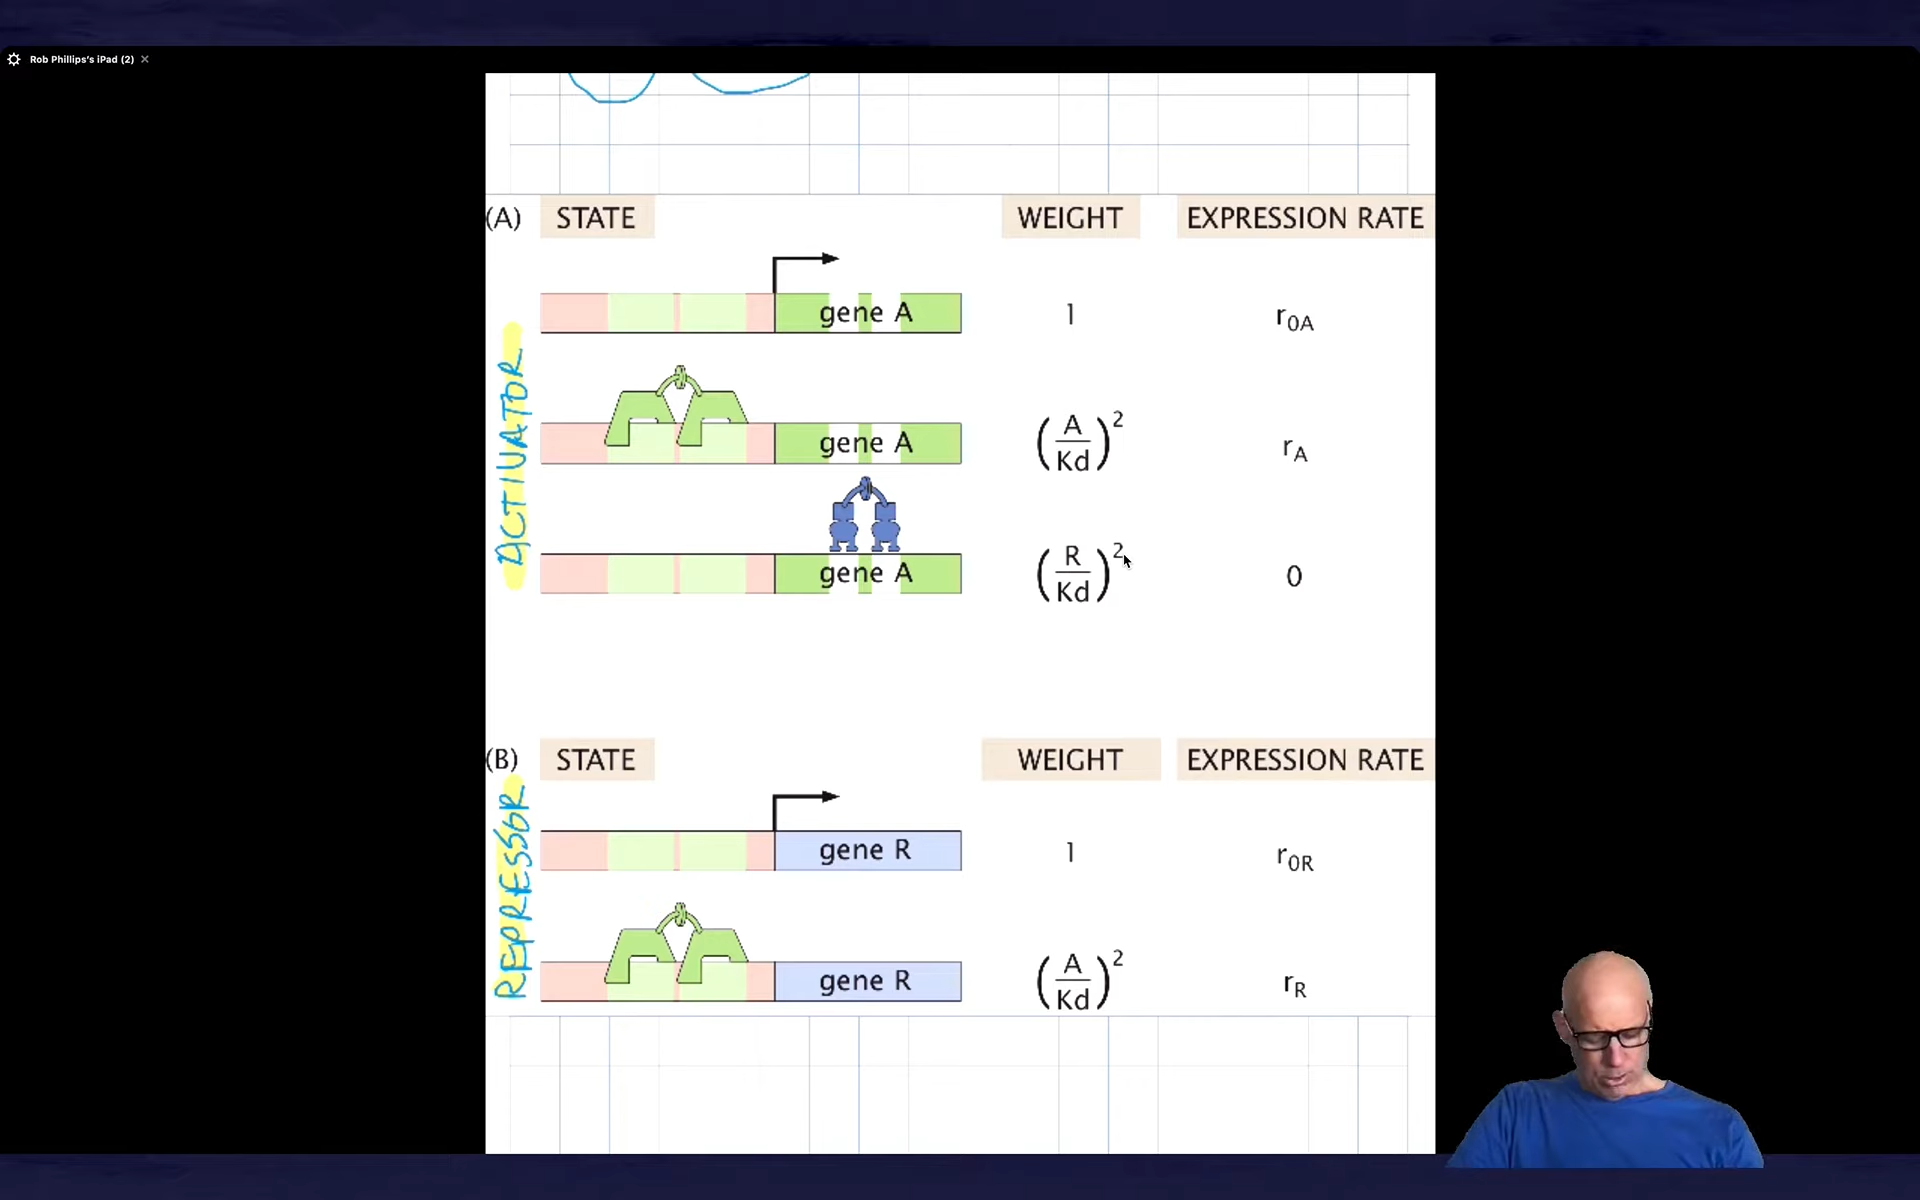 Rob Phillips's iPad (2) ×
(A) STATE WEIGHT EXPRESSION RATE
ACTIVATOR
gene A 1 r₀A
gene A (A/Kd)² rA
gene A (R/Kd)² 0
(B) STATE WEIGHT EXPRESSION RATE
REPRESSOR
gene R 1 r₀R
gene R (A/Kd)² rR